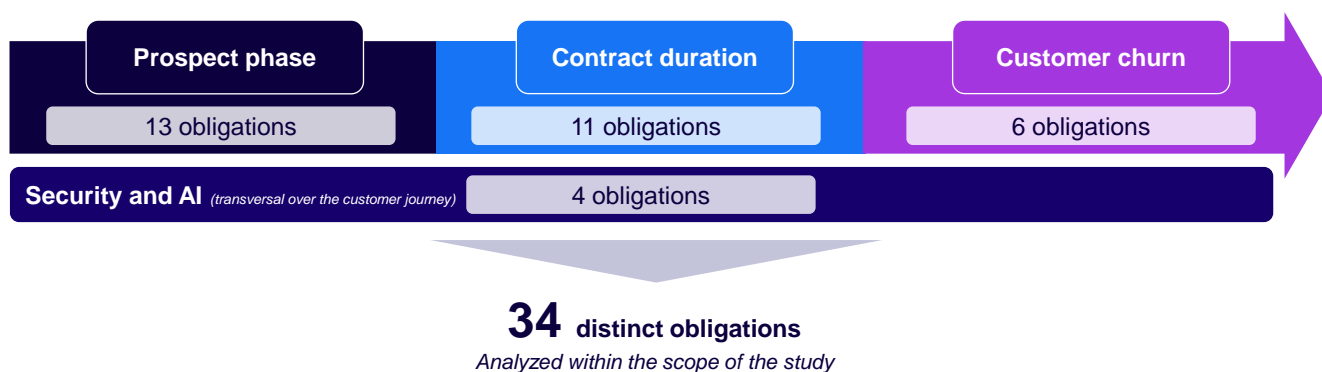 Prospect phase
Contract duration
Customer churn
13 obligations
11 obligations
6 obligations
Security and AI (transversal over the customer journey)
4 obligations
34 distinct obligations
Analyzed within the scope of the study